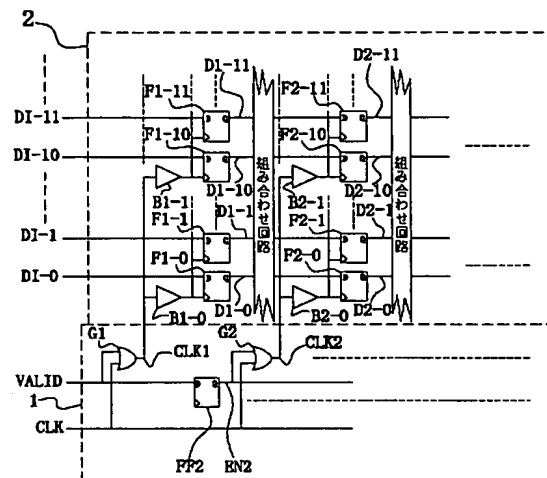 2
D1-11
D2-11
F1-11
F2-11
DI-11
F1-10
F2-10
DI-10
D1-10
D2-10
B1-1
B2-1
F1-1
D1-1
F2-1
D2-1
DI-1
F1-0
F2-0
DI-0
D1-0
D2-0
B1-0
B2-0
組み合わせ回路
組み合わせ回路
G1
G2
CLK1
CLK2
VALID
1
CLK
FF2
EN2